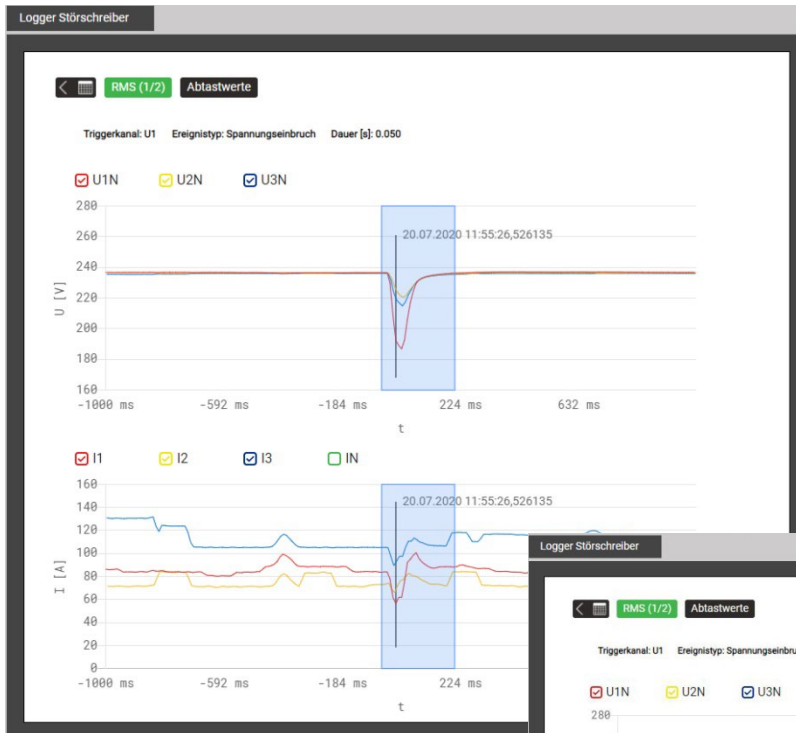 Logger Störschreiber
RMS (1/2) Abtastwerte
Triggerkanal: U1 Ereignistyp: Spannungseinbruch Dauer [s]: 0.050
U1N U2N U3N
280
260
20.07.2020 11:55:26,526135
240
U [V]
220
200
180
160
-1000 ms -592 ms -184 ms 224 ms 632 ms
t
I1 I2 I3 IN
160
140
20.07.2020 11:55:26,526135
120
100
I [A]
80
60
40
20
0
-1000 ms -592 ms -184 ms 224 ms
t
Logger Störschreiber
RMS (1/2) Abtastwerte
Triggerkanal: U1 Ereignistyp: Spannungseinbru
U1N U2N U3N
280